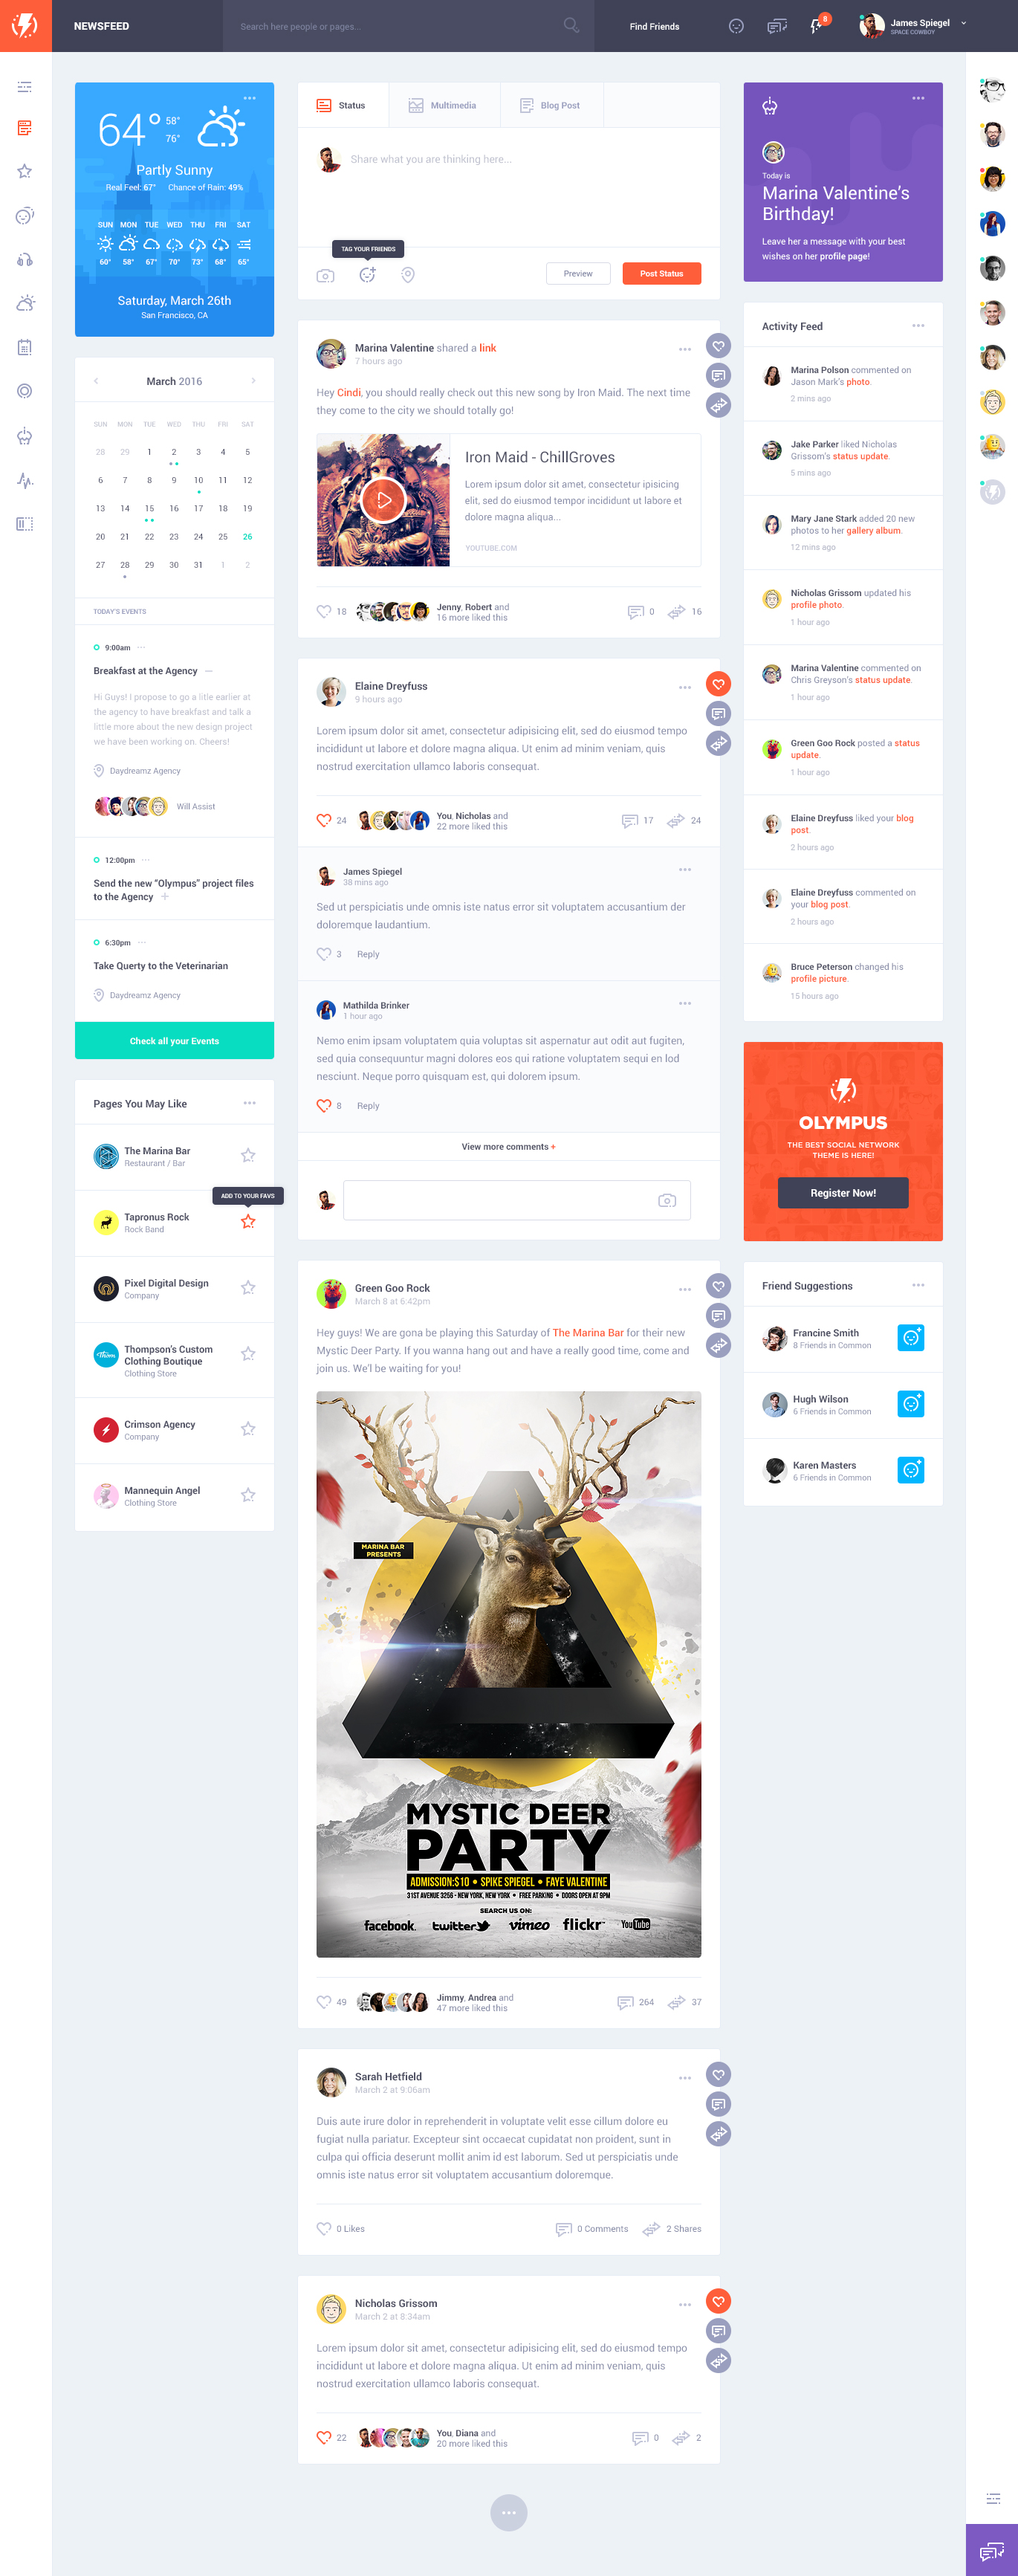 NEWSFEED
Search here people or pages...
Find Friends
8
James Spiegel
SPACE COWBOY
64°
58°
76°
Partly Sunny
Real Feel: 67° Chance of Rain: 49%
SUN MON TUE WED THU FRI SAT
60° 58° 67° 70° 73° 68° 65°
Saturday, March 26th
San Francisco, CA
March 2016
SUN MON TUE WED THU FRI SAT
28 29 1 2 3 4 5
6 7 8 9 10 11 12
13 14 15 16 17 18 19
20 21 22 23 24 25 26
27 28 29 30 31 1 2
TODAY'S EVENTS
9:00am
Breakfast at the Agency
Hi Guys! I propose to go a litle earlier at
the agency to have breakfast and talk a
little more about the new design project
we have been working on. Cheers!
Daydreamz Agency
Will Assist
12:00pm
Send the new “Olympus” project files
to the Agency
6:30pm
Take Querty to the Veterinarian
Daydreamz Agency
Check all your Events
Pages You May Like
The Marina Bar
Restaurant / Bar
ADD TO YOUR FAVS
Tapronus Rock
Rock Band
Pixel Digital Design
Company
Thompson's Custom
Clothing Boutique
Clothing Store
Crimson Agency
Company
Mannequin Angel
Clothing Store
Status
Multimedia
Blog Post
Share what you are thinking here...
TAG YOUR FRIENDS
Preview
Post Status
Marina Valentine shared a link
7 hours ago
Hey Cindi, you should really check out this new song by Iron Maid. The next time
they come to the city we should totally go!
Iron Maid - ChillGroves
Lorem ipsum dolor sit amet, consectetur ipisicing
elit, sed do eiusmod tempor incididunt ut labore et
dolore magna aliqua...
YOUTUBE.COM
18
Jenny, Robert and
16 more liked this
0
16
Elaine Dreyfuss
9 hours ago
Lorem ipsum dolor sit amet, consectetur adipisicing elit, sed do eiusmod tempo
incididunt ut labore et dolore magna aliqua. Ut enim ad minim veniam, quis
nostrud exercitation ullamco laboris consequat.
24
You, Nicholas and
22 more liked this
17
24
James Spiegel
38 mins ago
Sed ut perspiciatis unde omnis iste natus error sit voluptatem accusantium der
doloremque laudantium.
3
Reply
Mathilda Brinker
1 hour ago
Nemo enim ipsam voluptatem quia voluptas sit aspernatur aut odit aut fugiten,
sed quia consequuntur magni dolores eos qui ratione voluptatem sequi en lod
nesciunt. Neque porro quisquam est, qui dolorem ipsum.
8
Reply
View more comments +
Green Goo Rock
March 8 at 6:42pm
Hey guys! We are gona be playing this Saturday of The Marina Bar for their new
Mystic Deer Party. If you wanna hang out and have a really good time, come and
join us. We'l be waiting for you!
MARINA BAR
PRESENTS
MYSTIC DEER
PARTY
ADMISSION:$10 • SPIKE SPIEGEL • FAYE VALENTINE
31ST AVENUE 3256 - NEW YORK, NEW YORK • FREE PARKING • DOORS OPEN AT 9PM
SEARCH US ON:
facebook. twitter vimeo flickr YouTube
49
Jimmy, Andrea and
47 more liked this
264
37
Sarah Hetfield
March 2 at 9:06am
Duis aute irure dolor in reprehenderit in voluptate velit esse cillum dolore eu
fugiat nulla pariatur. Excepteur sint occaecat cupidatat non proident, sunt in
culpa qui officia deserunt mollit anim id est laborum. Sed ut perspiciatis unde
omnis iste natus error sit voluptatem accusantium doloremque.
0 Likes
0 Comments
2 Shares
Nicholas Grissom
March 2 at 8:34am
Lorem ipsum dolor sit amet, consectetur adipisicing elit, sed do eiusmod tempo
incididunt ut labore et dolore magna aliqua. Ut enim ad minim veniam, quis
nostrud exercitation ullamco laboris consequat.
22
You, Diana and
20 more liked this
0
2
Today is
Marina Valentine's
Birthday!
Leave her a message with your best
wishes on her profile page!
Activity Feed
Marina Polson commented on
Jason Mark's photo.
2 mins ago
Jake Parker liked Nicholas
Grissom's status update.
5 mins ago
Mary Jane Stark added 20 new
photos to her gallery album.
12 mins ago
Nicholas Grissom updated his
profile photo.
1 hour ago
Marina Valentine commented on
Chris Greyson's status update.
1 hour ago
Green Goo Rock posted a status
update.
1 hour ago
Elaine Dreyfuss liked your blog
post.
2 hours ago
Elaine Dreyfuss commented on
your blog post.
2 hours ago
Bruce Peterson changed his
profile picture.
15 hours ago
OLYMPUS
THE BEST SOCIAL NETWORK
THEME IS HERE!
Register Now!
Friend Suggestions
Francine Smith
8 Friends in Common
Hugh Wilson
6 Friends in Common
Karen Masters
6 Friends in Common